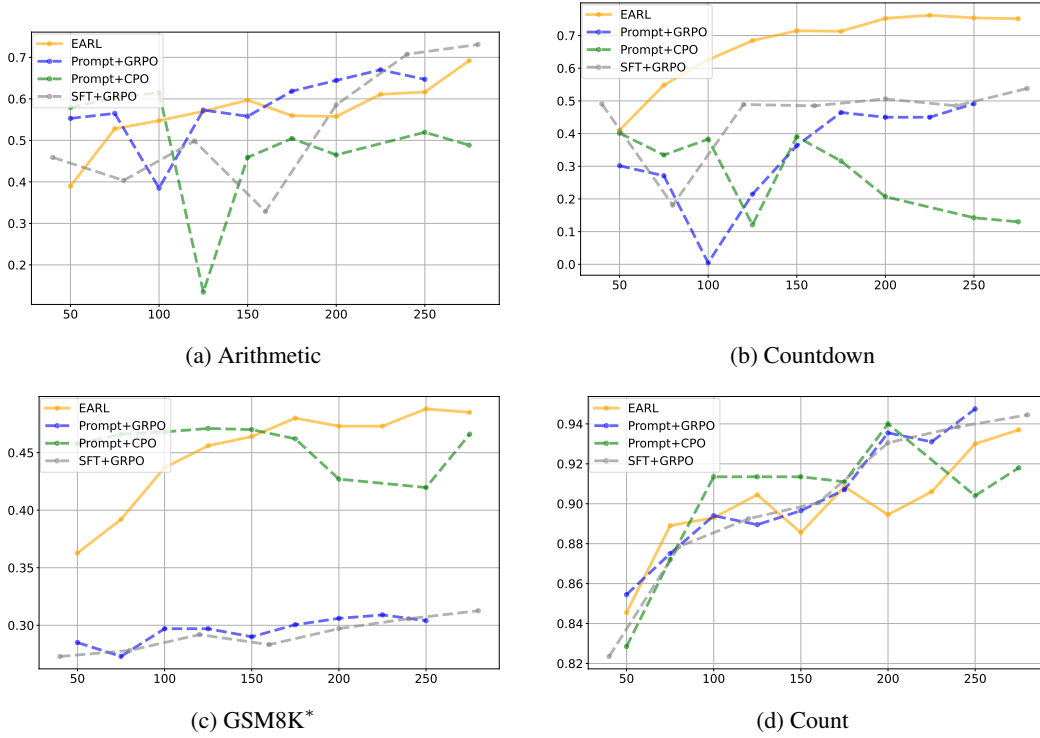 EARL
Prompt+GRPO
Prompt+CPO
SFT+GRPO
0.7
0.6
0.5
0.4
0.3
0.2
50 100 150 200 250
(a) Arithmetic
EARL
Prompt+GRPO
Prompt+CPO
SFT+GRPO
0.7
0.6
0.5
0.4
0.3
0.2
0.1
0.0
50 100 150 200 250
(b) Countdown
EARL
Prompt+GRPO
Prompt+CPO
SFT+GRPO
0.45
0.40
0.35
0.30
50 100 150 200 250
(c) GSM8K*
EARL
Prompt+GRPO
Prompt+CPO
SFT+GRPO
0.94
0.92
0.90
0.88
0.86
0.84
0.82
50 100 150 200 250
(d) Count